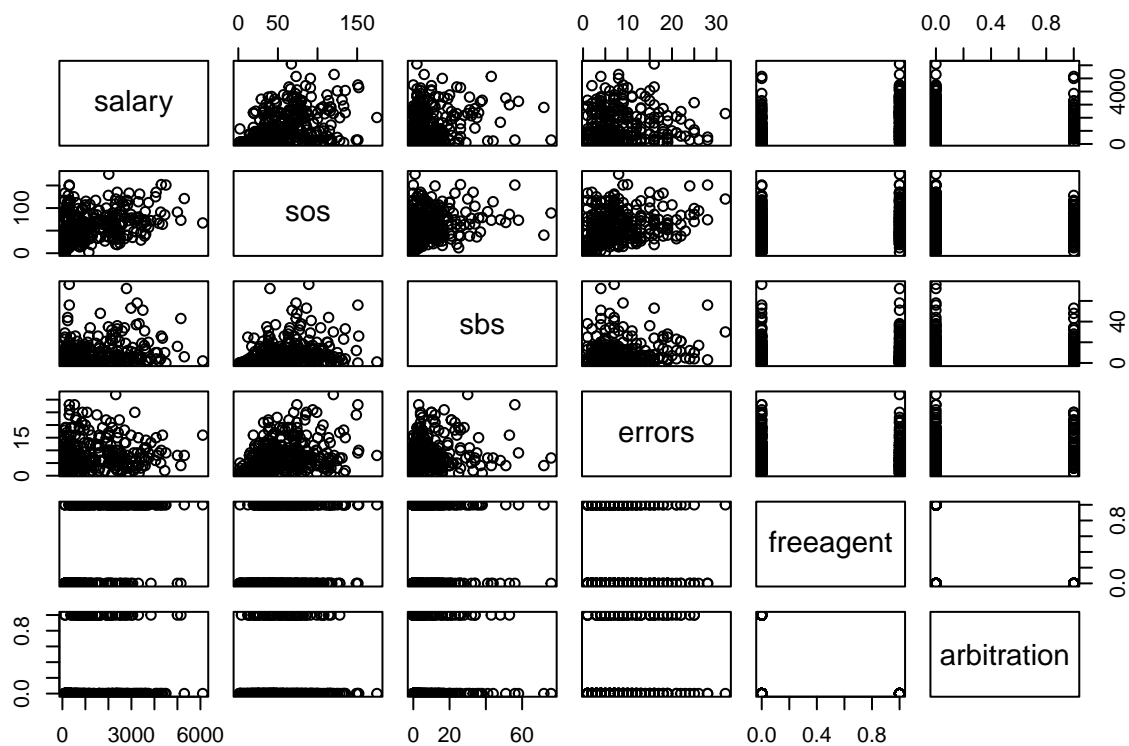 0 50 150 0 10 20 30 0.0 0.4 0.8
salary 0 4000
0 100 sos
sbs 0 40
0 15 errors
freeagent 0.0 0.8
0.0 0.8 arbitration
0 3000 6000 0 20 60 0.0 0.4 0.8